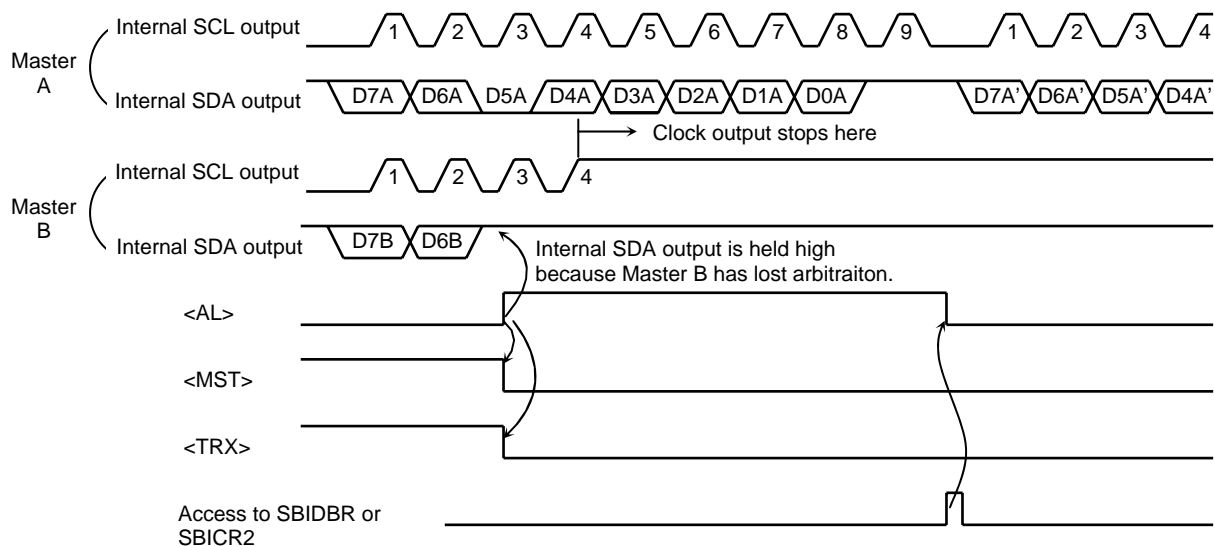 Internal SCL output 1 2 3 4 5 6 7 8 9 1 2 3 4
Master
A
Internal SDA output D7A D6A D5A D4A D3A D2A D1A D0A D7A' D6A' D5A' D4A'
Clock output stops here
Internal SCL output 1 2 3 4
Master
B
Internal SDA output D7B D6B
Internal SDA output is held high
because Master B has lost arbitraiton.
<AL>
<MST>
<TRX>
Access to SBIDBR or
SBICR2